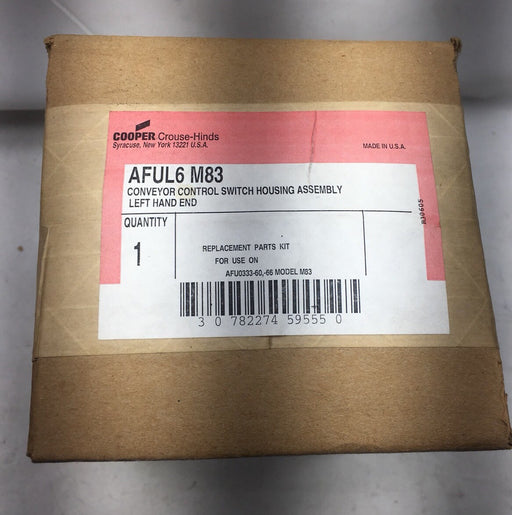 COOPER Crouse-Hinds
Syracuse, New York 13221 U.S.A.
MADE IN U.S.A.
AFUL6 M83
CONVEYOR CONTROL SWITCH HOUSING ASSEMBLY
LEFT HAND END
R10605
QUANTITY
1
REPLACEMENT PARTS KIT
FOR USE ON
AFU0333-60,-66 MODEL M83
3 0 782274 59555 0